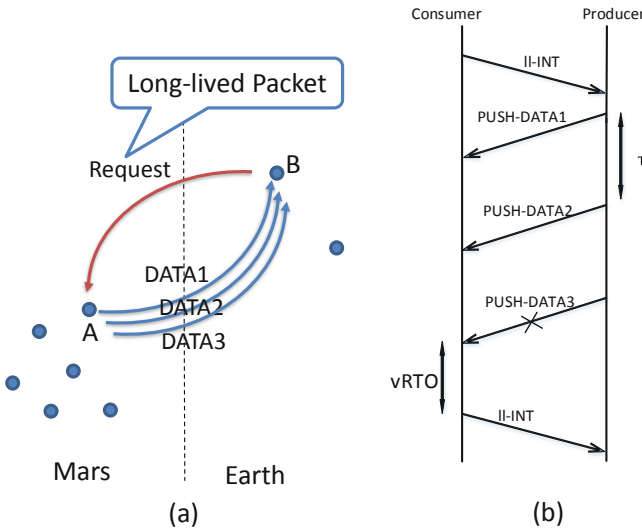 Long-lived Packet
Request
B
DATA1
DATA2
DATA3
A
Mars
Earth
(a)
Consumer
Producer
ll-INT
PUSH-DATA1
PUSH-DATA2
PUSH-DATA3
vRTO
ll-INT
(b)